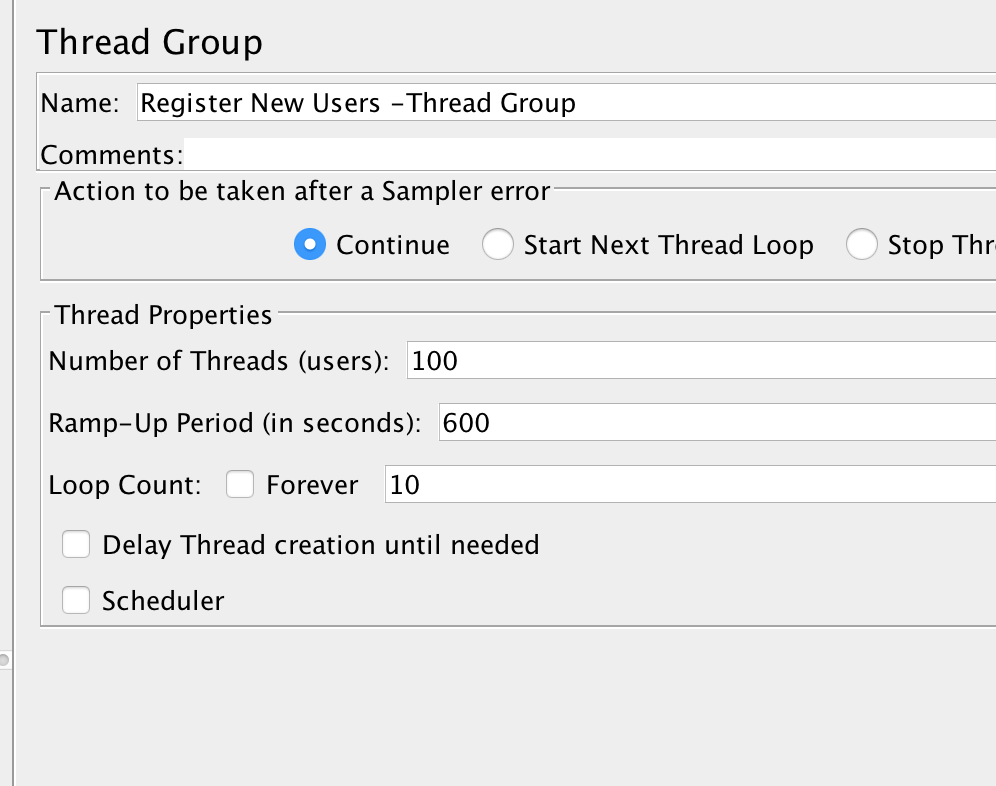 Thread Group
Name: Register New Users -Thread Group
Comments:
Action to be taken after a Sampler error
Continue Start Next Thread Loop Stop
Thread Properties
Number of Threads (users): 100
Ramp-Up Period (in seconds): 600
Loop Count: Forever 10
Delay Thread creation until needed
Scheduler